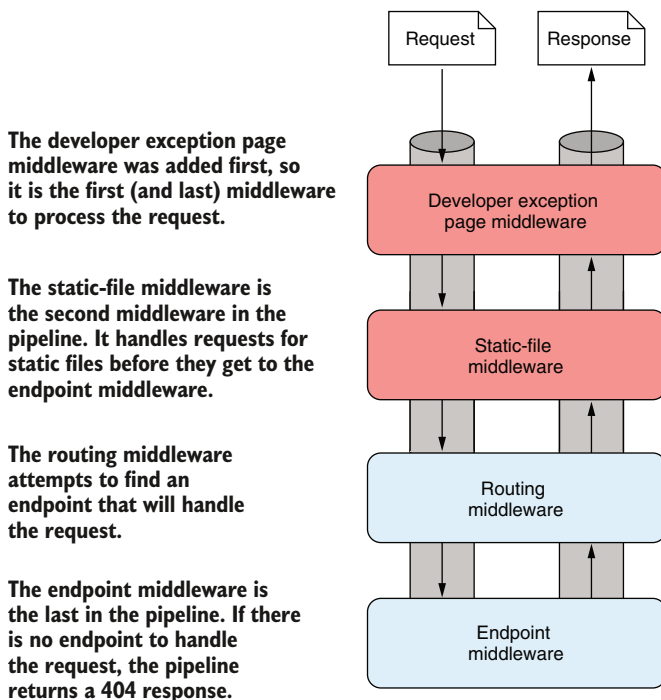 Request
Response
The developer exception page
middleware was added first, so
it is the first (and last) middleware
to process the request.
Developer exception
page middleware
The static-file middleware is
the second middleware in the
pipeline. It handles requests for
static files before they get to the
endpoint middleware.
Static-file
middleware
The routing middleware
attempts to find an
endpoint that will handle
the request.
Routing
middleware
The endpoint middleware is
the last in the pipeline. If there
is no endpoint to handle
the request, the pipeline
returns a 404 response.
Endpoint
middleware